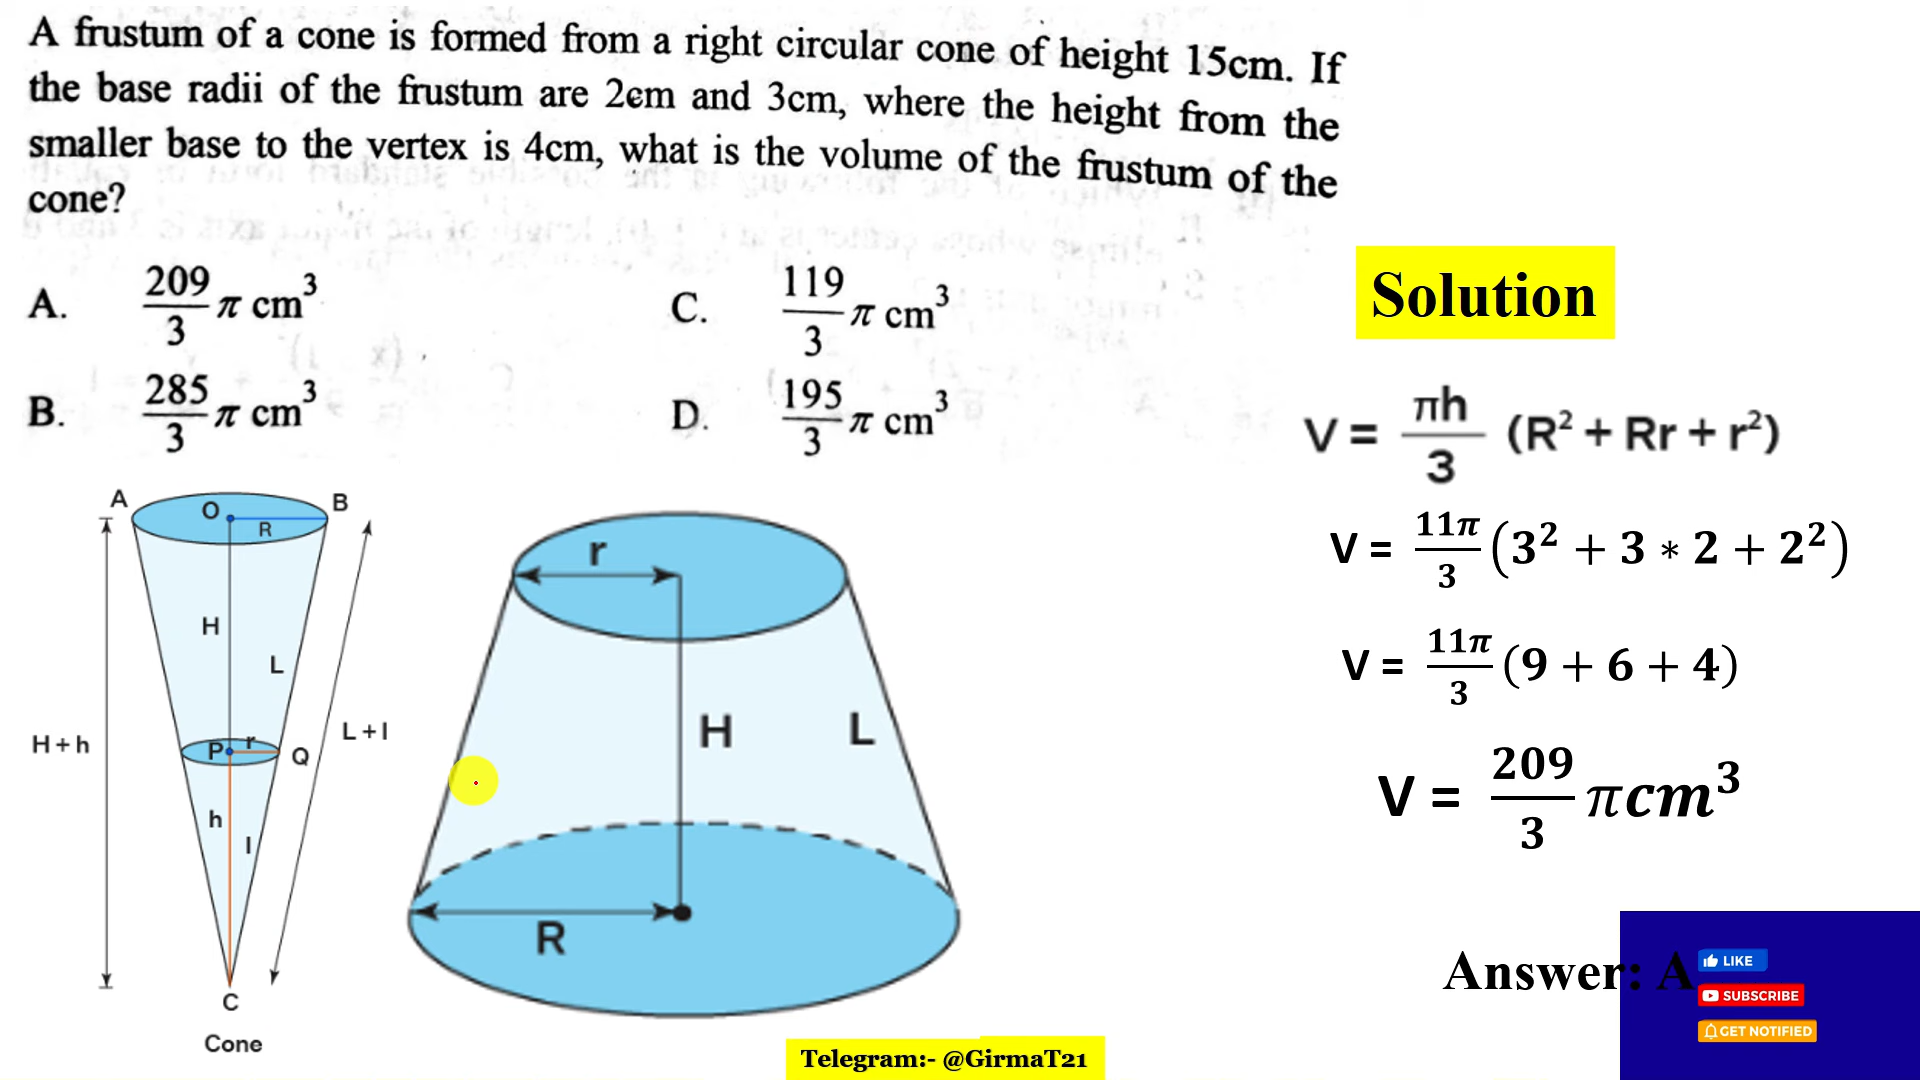 A frustum of a cone is formed from a right circular cone of height 15cm. If
the base radii of the frustum are 2cm and 3cm, where the height from the
smaller base to the vertex is 4cm, what is the volume of the frustum of the
cone?
A. 209/3 π cm³
C. 119/3 π cm³
B. 285/3 π cm³
D. 195/3 π cm³
Solution
V = πh/3 (R² + Rr + r²)
V = 11π/3 (3² + 3 * 2 + 2²)
V = 11π/3 (9 + 6 + 4)
V = 209/3 πcm³
Answer: A
A
O
B
R
H
L
H+h
L+l
P
r
Q
h
l
C
Cone
r
H
L
R
LIKE
SUBSCRIBE
GET NOTIFIED
Telegram:- @GirmaT21